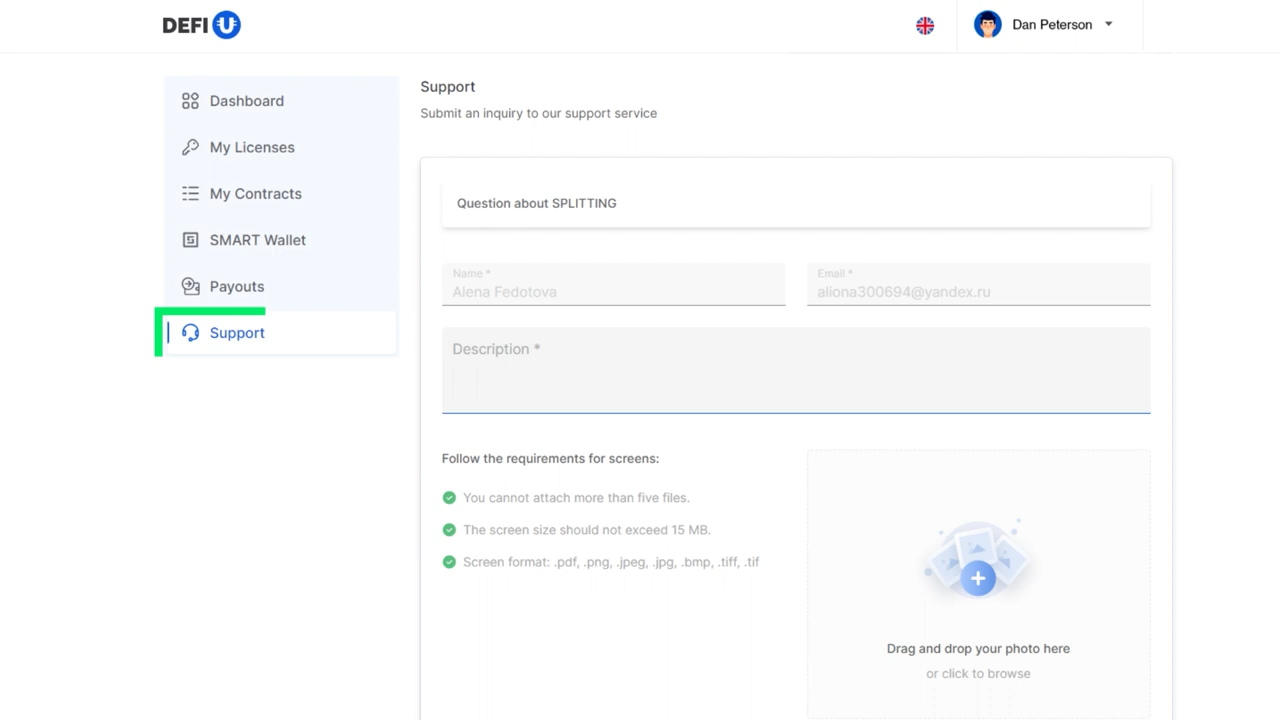 DEFI U
Dan Peterson
Dashboard
My Licenses
My Contracts
SMART Wallet
Payouts
Support
Support
Submit an inquiry to our support service
Question about SPLITTING
Name *
Alena Fedotova
Email *
aliona300694@yandex.ru
Description *
Follow the requirements for screens:
You cannot attach more than five files.
The screen size should not exceed 15 MB.
Screen format: .pdf, .png, .jpeg, .jpg, .bmp, .tiff, .tif
Drag and drop your photo here
or click to browse